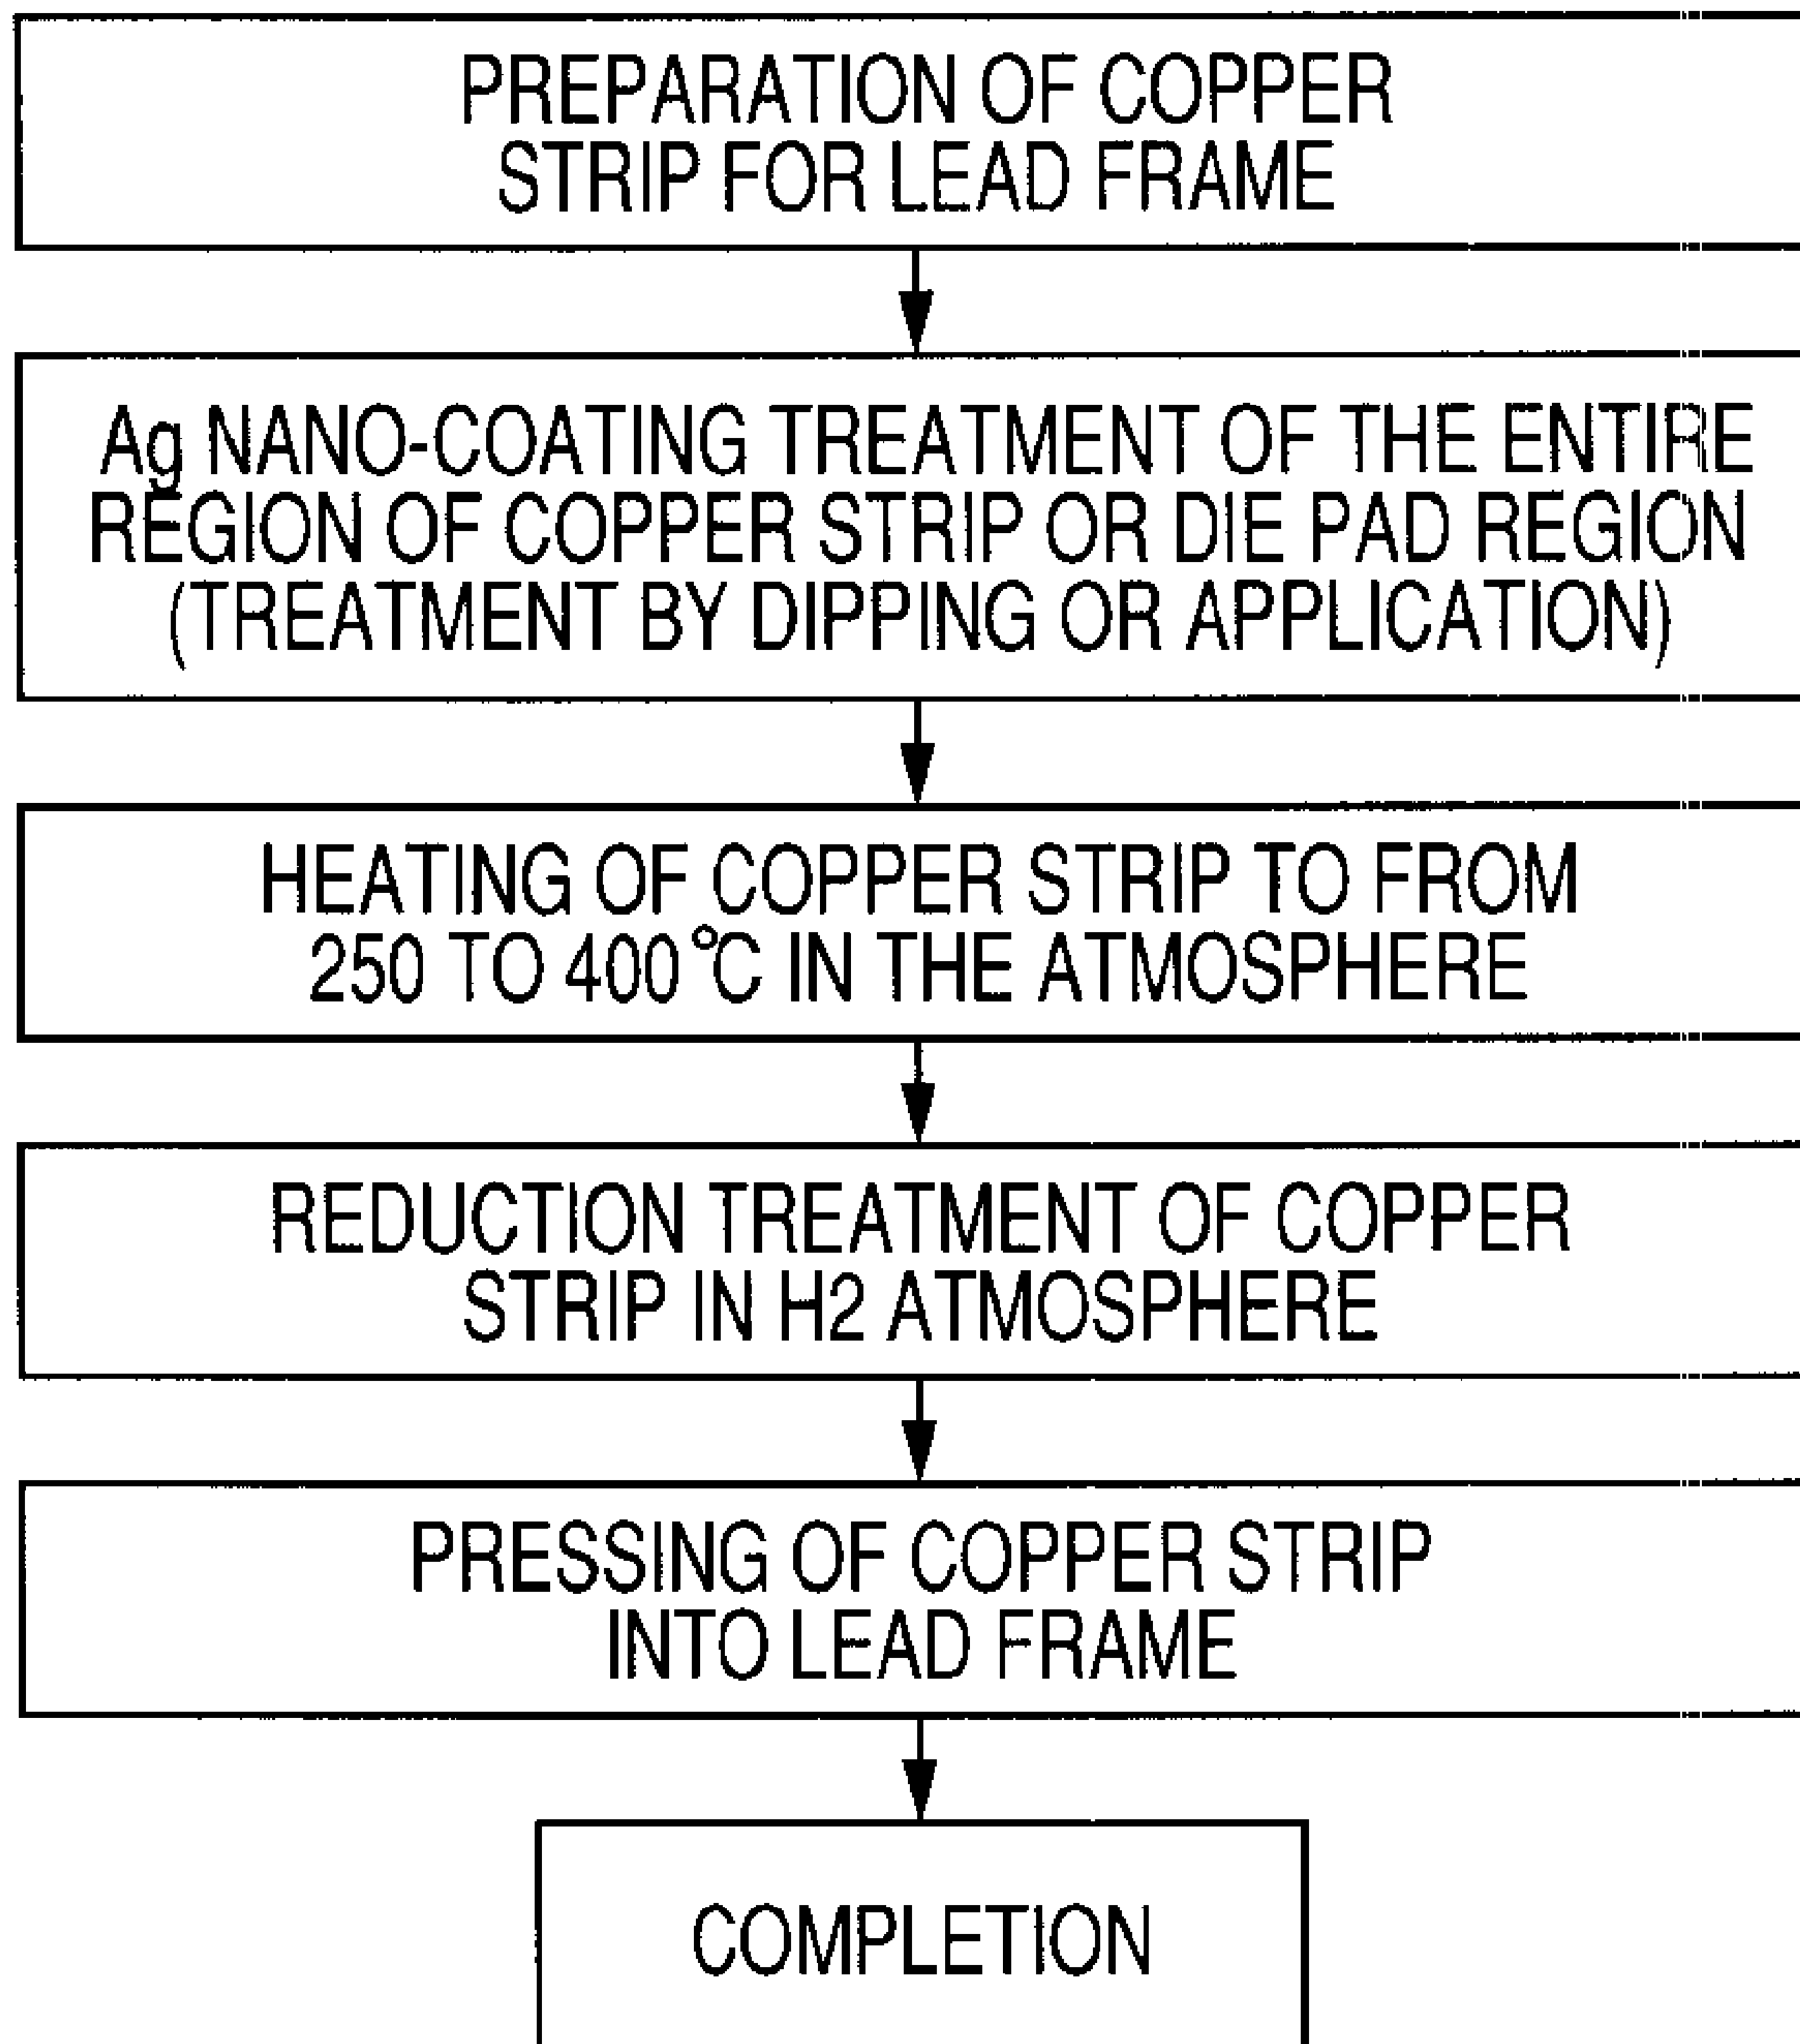 PREPARATION OF COPPER
STRIP FOR LEAD FRAME
Ag NANO-COATING TREATMENT OF THE ENTIRE
REGION OF COPPER STRIP OR DIE PAD REGION
(TREATMENT BY DIPPING OR APPLICATION)
HEATING OF COPPER STRIP TO FROM
250 TO 400°C IN THE ATMOSPHERE
REDUCTION TREATMENT OF COPPER
STRIP IN H2 ATMOSPHERE
PRESSING OF COPPER STRIP
INTO LEAD FRAME
COMPLETION